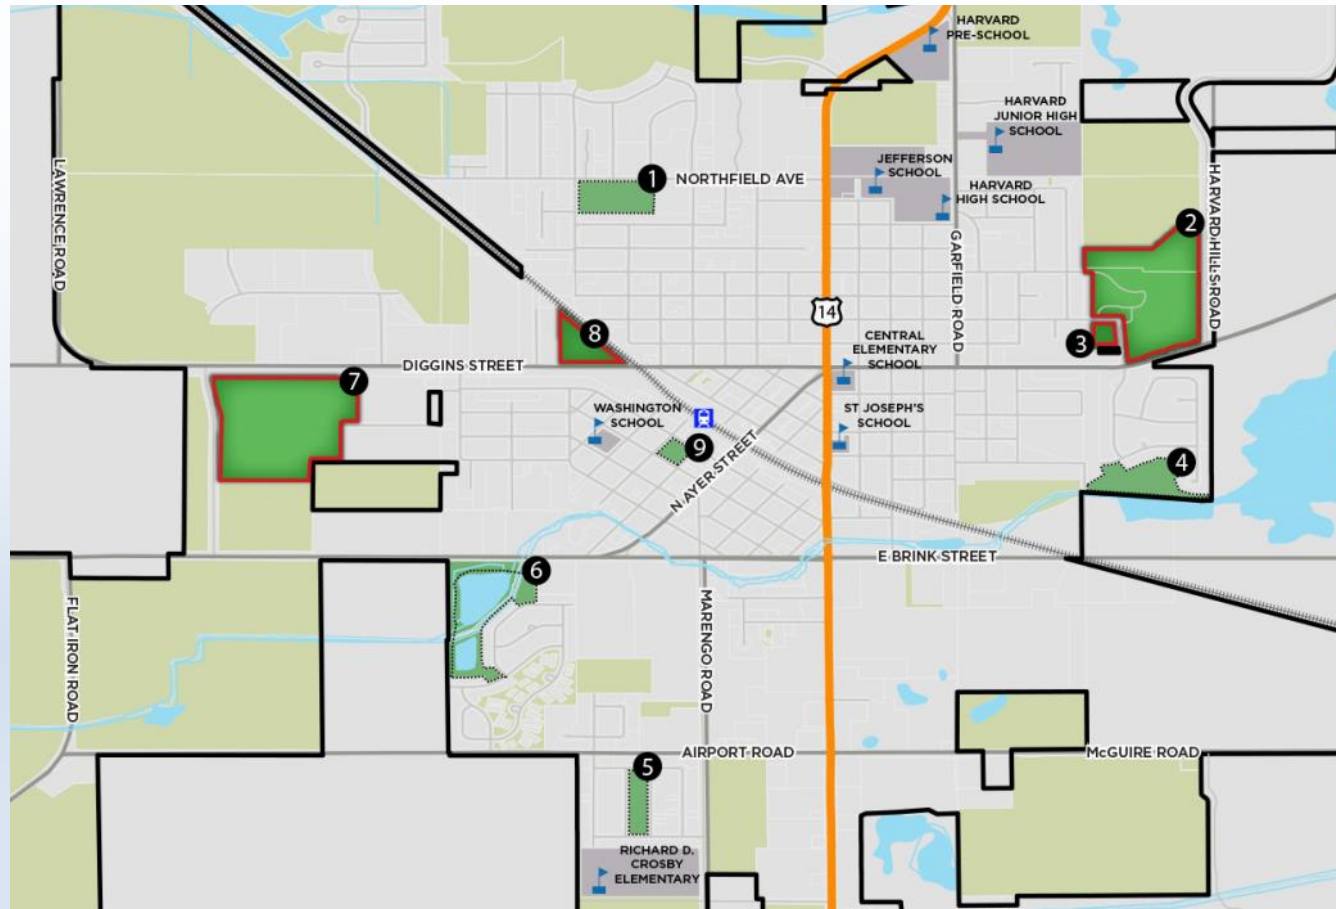 HARVARD
PRE-SCHOOL
HARVARD
JUNIOR HIGH
SCHOOL
JEFFERSON
SCHOOL
HARVARD
HIGH SCHOOL
1
NORTHFIELD AVE
LAWRENCE ROAD
HARVARD HILLS ROAD
GARFIELD ROAD
2
14
8
3
CENTRAL
ELEMENTARY
SCHOOL
DIGGINS STREET
7
WASHINGTON
SCHOOL
ST JOSEPH'S
SCHOOL
9
N AYER STREET
4
E BRINK STREET
6
FLAT IRON ROAD
MARENGO ROAD
AIRPORT ROAD
McGUIRE ROAD
5
RICHARD D.
CROSBY
ELEMENTARY